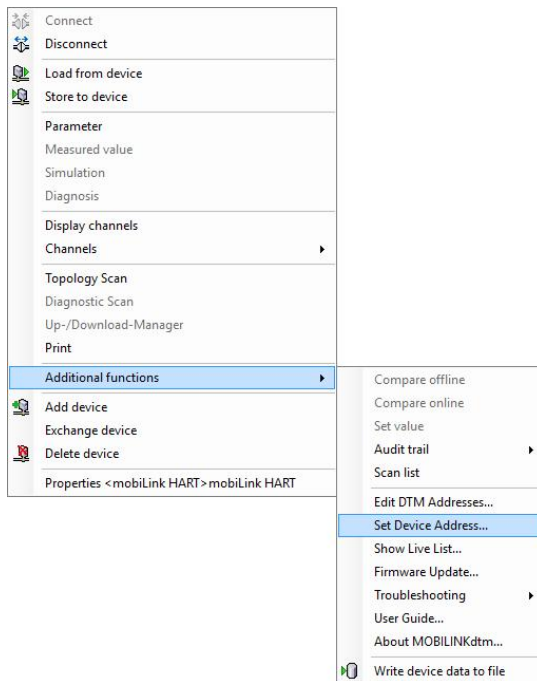 Connect
Disconnect
Load from device
Store to device
Parameter
Measured value
Simulation
Diagnosis
Display channels
Channels
Topology Scan
Diagnostic Scan
Up-/Download-Manager
Print
Additional functions
Add device
Exchange device
Delete device
Properties <mobiLink HART>mobiLink HART
Compare offline
Compare online
Set value
Audit trail
Scan list
Edit DTM Addresses...
Set Device Address...
Show Live List...
Firmware Update...
Troubleshooting
User Guide...
About MOBILINKdtm...
Write device data to file